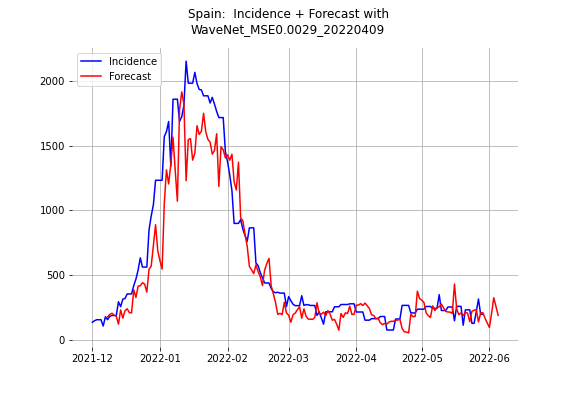 Spain:  Incidence + Forecast with
WaveNet_MSE0.0029_20220409
Incidence
Forecast
2000
1500
1000
500
0
2021-12 2022-01 2022-02 2022-03 2022-04 2022-05 2022-06